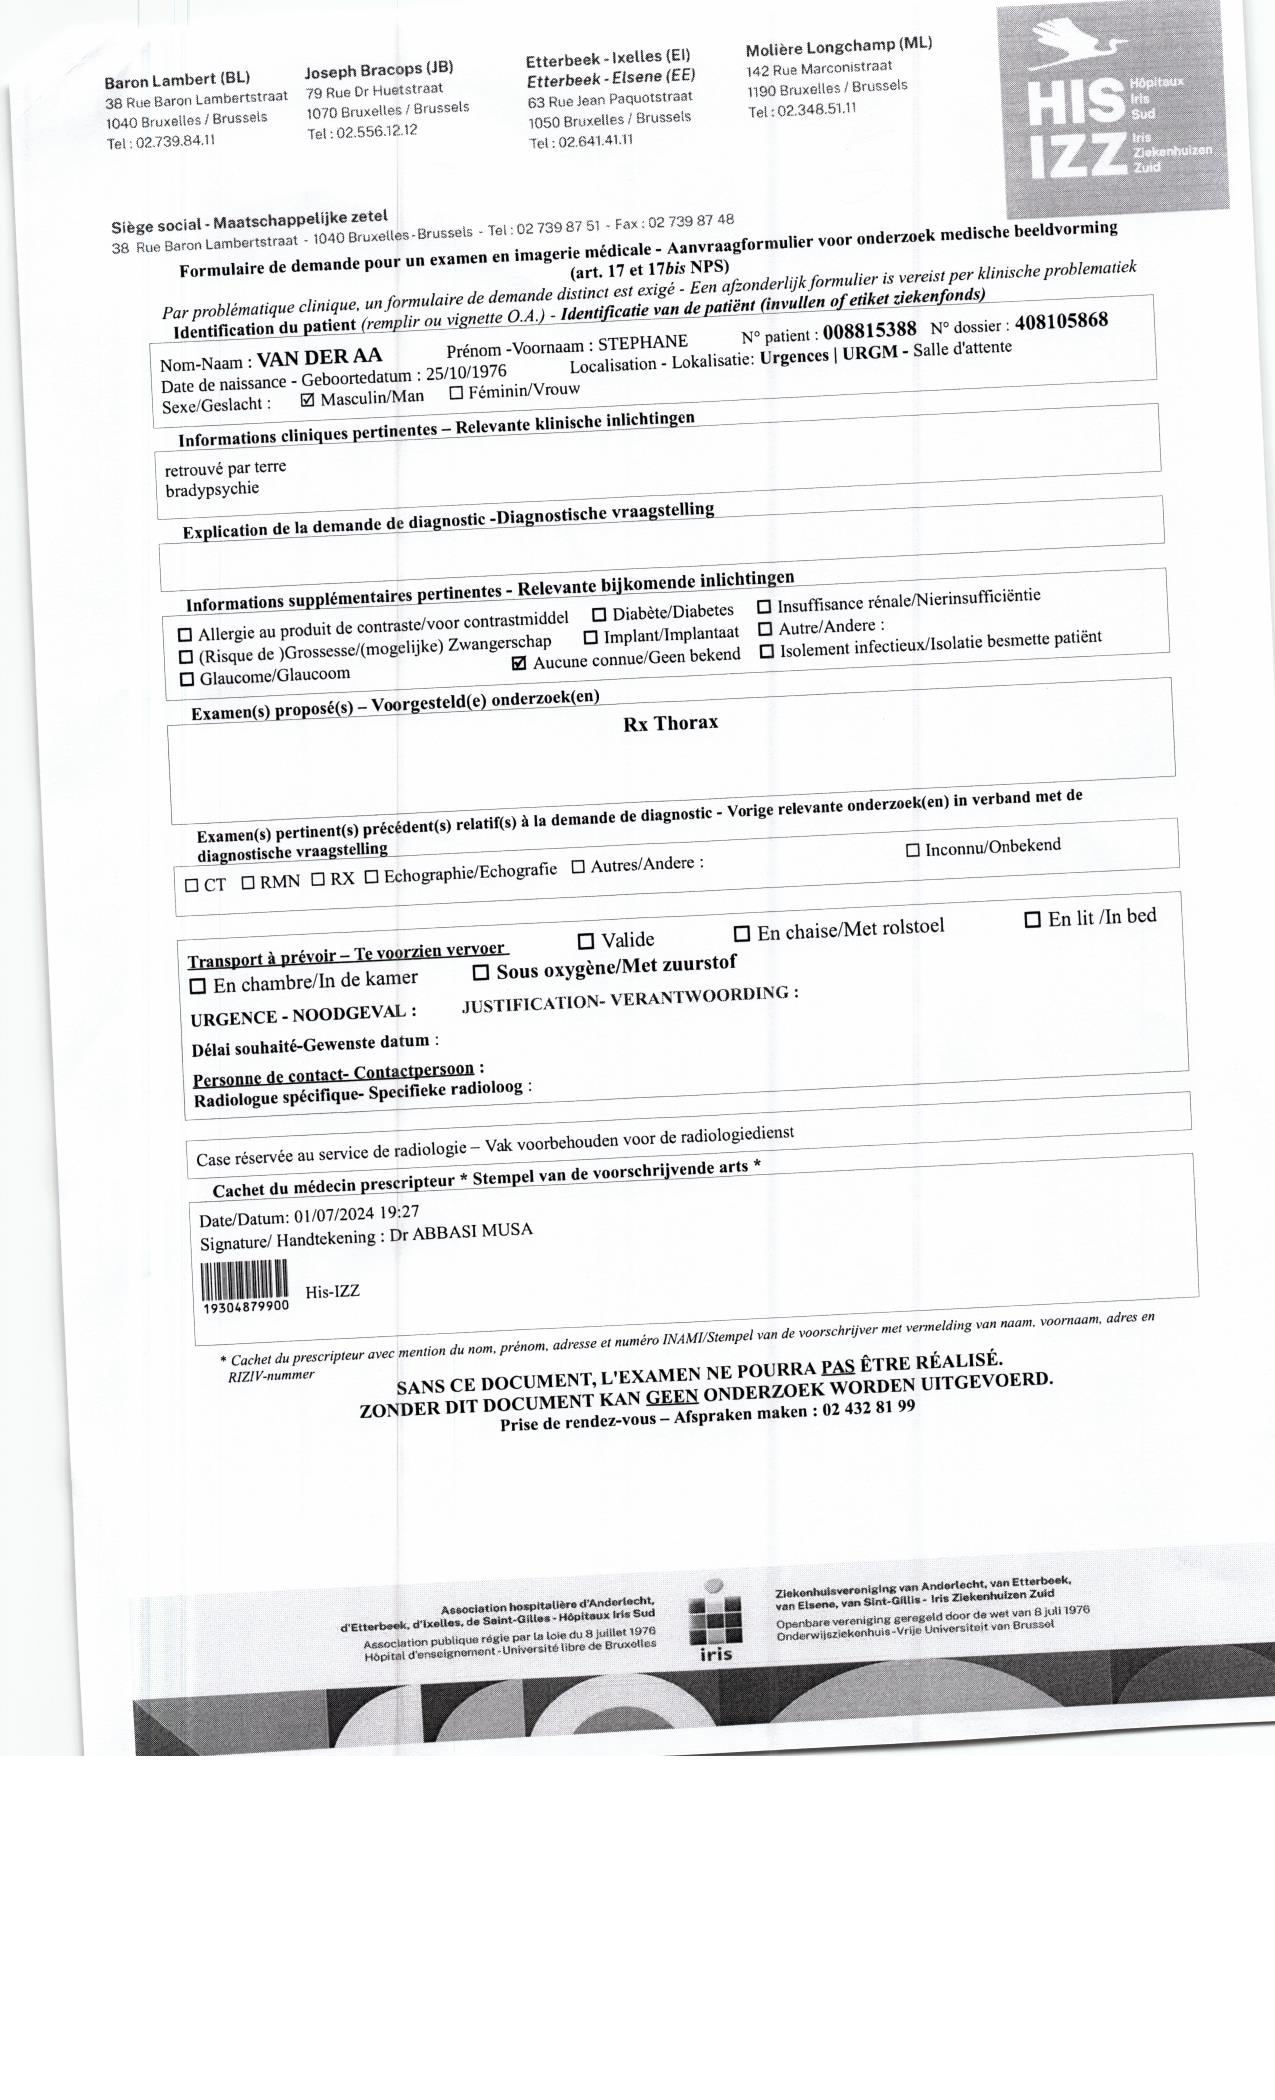 Baron Lambert (BL)
38 Rue Baron Lambertstraat
1040 Bruxelles / Brussels
Tel : 02.739.84.11
Joseph Bracops (JB)
79 Rue Dr Huetstraat
1070 Bruxelles / Brussels
Tel : 02.556.12.12
Etterbeek - Ixelles (EI)
Etterbeek - Elsene (EE)
63 Rue Jean Paquotstraat
1050 Bruxelles / Brussels
Tel : 02.641.41.11
Molière Longchamp (ML)
142 Rue Marconistraat
1190 Bruxelles / Brussels
Tel : 02.348.51.11
HIS Hôpitaux Iris Sud
IZZ Iris Ziekenhuizen Zuid
Siège social - Maatschappelijke zetel
38 Rue Baron Lambertstraat - 1040 Bruxelles-Brussels - Tel : 02 739 87 51 - Fax : 02 739 87 48
Formulaire de demande pour un examen en imagerie médicale - Aanvraagformulier voor onderzoek medische beeldvorming
(art. 17 et 17bis NPS)
Par problématique clinique, un formulaire de demande distinct est exigé - Een afzonderlijk formulier is vereist per klinische problematiek
Identification du patient (remplir ou vignette O.A.) - Identificatie van de patiënt (invullen of etiket ziekenfonds)
Nom-Naam : VAN DER AA Prénom -Voornaam : STEPHANE N° patient : 008815388 N° dossier : 408105868
Date de naissance - Geboortedatum : 25/10/1976 Localisation - Lokalisatie: Urgences | URGM - Salle d'attente
Sexe/Geslacht : ☑ Masculin/Man ☐ Féminin/Vrouw
Informations cliniques pertinentes – Relevante klinische inlichtingen
retrouvé par terre
bradypsychie
Explication de la demande de diagnostic -Diagnostische vraagstelling
Informations supplémentaires pertinentes - Relevante bijkomende inlichtingen
☐ Allergie au produit de contraste/voor contrastmiddel ☐ Diabète/Diabetes ☐ Insuffisance rénale/Nierinsufficiëntie
☐ (Risque de )Grossesse/(mogelijke) Zwangerschap ☐ Implant/Implantaat ☐ Autre/Andere :
☐ Glaucome/Glaucoom ☑ Aucune connue/Geen bekend ☐ Isolement infectieux/Isolatie besmette patiënt
Examen(s) proposé(s) – Voorgesteld(e) onderzoek(en)
Rx Thorax
Examen(s) pertinent(s) précédent(s) relatif(s) à la demande de diagnostic - Vorige relevante onderzoek(en) in verband met de
diagnostische vraagstelling
☐ CT ☐ RMN ☐ RX ☐ Echographie/Echografie ☐ Autres/Andere : ☐ Inconnu/Onbekend
Transport à prévoir – Te voorzien vervoer ☐ Valide ☐ En chaise/Met rolstoel ☐ En lit /In bed
☐ En chambre/In de kamer ☐ Sous oxygène/Met zuurstof
URGENCE - NOODGEVAL : JUSTIFICATION- VERANTWOORDING :
Délai souhaité-Gewenste datum :
Personne de contact- Contactpersoon :
Radiologue spécifique- Specifieke radioloog :
Case réservée au service de radiologie – Vak voorbehouden voor de radiologiedienst
Cachet du médecin prescripteur * Stempel van de voorschrijvende arts *
Date/Datum: 01/07/2024 19:27
Signature/ Handtekening : Dr ABBASI MUSA
His-IZZ
19304879900
* Cachet du prescripteur avec mention du nom, prénom, adresse et numéro INAMI/Stempel van de voorschrijver met vermelding van naam, voornaam, adres en
RIZIV-nummer
SANS CE DOCUMENT, L'EXAMEN NE POURRA PAS ÊTRE RÉALISÉ.
ZONDER DIT DOCUMENT KAN GEEN ONDERZOEK WORDEN UITGEVOERD.
Prise de rendez-vous – Afspraken maken : 02 432 81 99
Association hospitalière d'Anderlecht,
d'Etterbeek, d'Ixelles, de Saint-Gilles - Hôpitaux Iris Sud
Association publique régie par la loie du 8 juillet 1976
Hôpital d'enseignement - Université libre de Bruxelles
iris
Ziekenhuisvereniging van Anderlecht, van Etterbeek,
van Elsene, van Sint-Gillis - Iris Ziekenhuizen Zuid
Openbare vereniging geregeld door de wet van 8 juli 1976
Onderwijsziekenhuis-Vrije Universiteit van Brussel